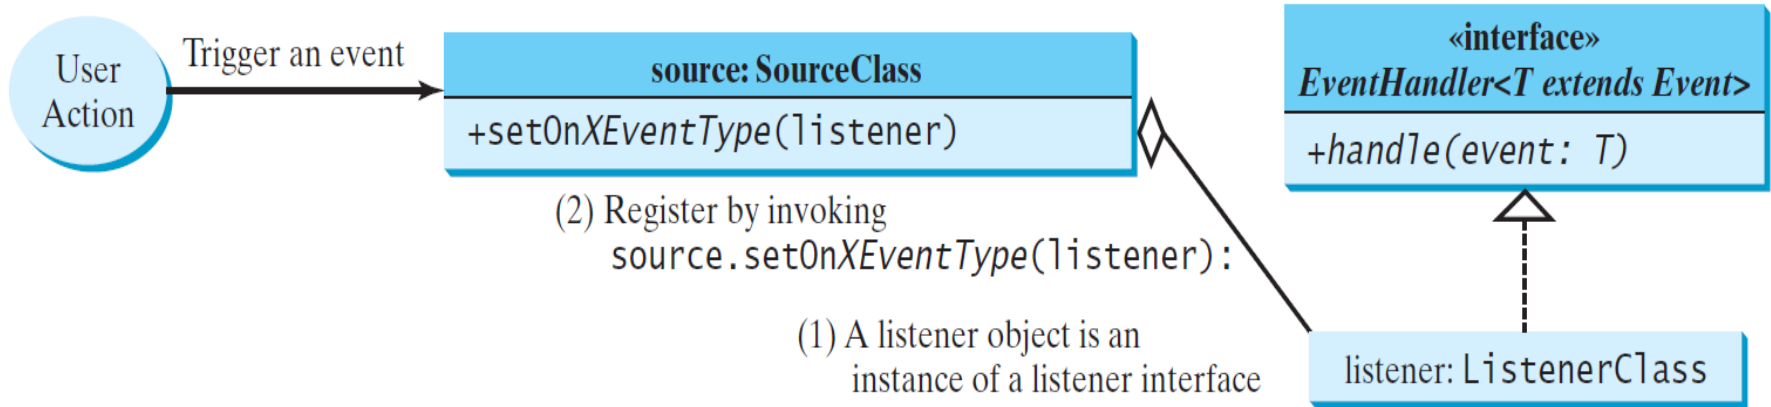 User
Action
Trigger an event
source: SourceClass
+setOnXEventType(listener)
«interface»
EventHandler<T extends Event>
+handle(event: T)
(2) Register by invoking
source.setOnXEventType(listener):
(1) A listener object is an
instance of a listener interface
listener: ListenerClass